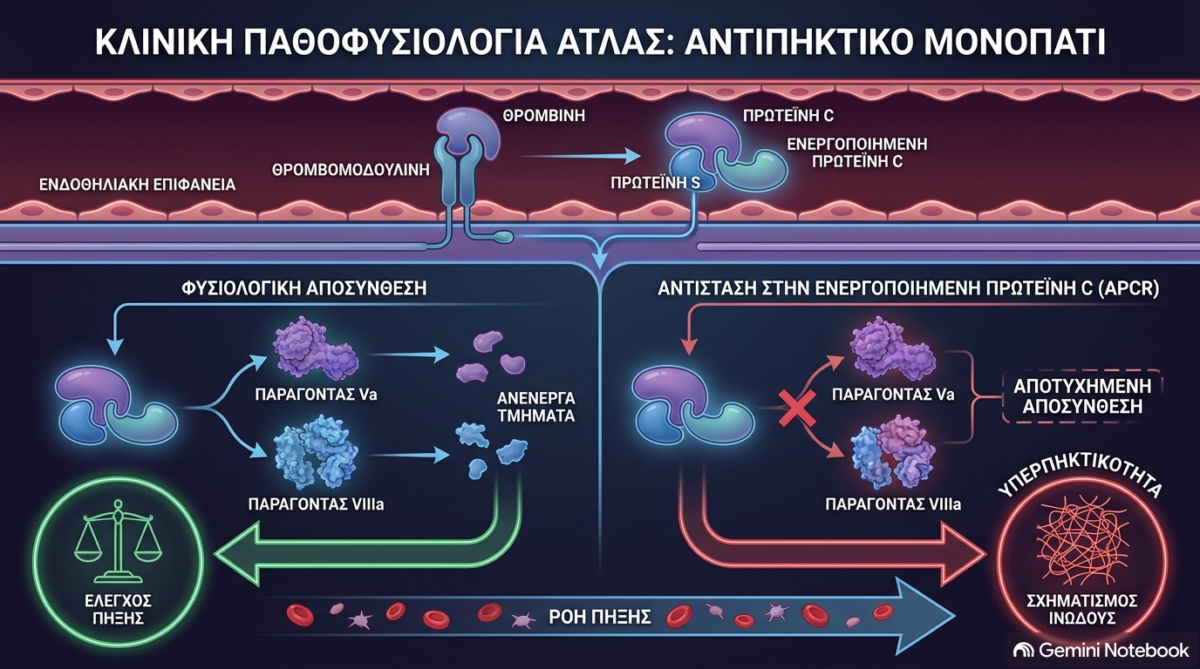 ΚΛΙΝΙΚΗ ΠΑΘΟΦΥΣΙΟΛΟΓΙΑ ΑΤΛΑΣ: ΑΝΤΙΠΗΚΤΙΚΟ ΜΟΝΟΠΑΤΙ
ΘΡΟΜΒΙΝΗ
ΘΡΟΜΒΟΜΟΔΟΥΛΙΝΗ
ΕΝΔΟΘΗΛΙΑΚΗ ΕΠΙΦΑΝΕΙΑ
ΠΡΩΤΕΪΝΗ C
ΕΝΕΡΓΟΠΟΙΗΜΕΝΗ
ΠΡΩΤΕΪΝΗ C
ΠΡΩΤΕΪΝΗ S
ΦΥΣΙΟΛΟΓΙΚΗ ΑΠΟΣΥΝΘΕΣΗ
ΠΑΡΑΓΟΝΤΑΣ Va
ΑΝΕΝΕΡΓΑ
ΤΜΗΜΑΤΑ
ΠΑΡΑΓΟΝΤΑΣ VIIIa
ΕΛΕΓΧΟΣ
ΠΗΞΗΣ
ΑΝΤΙΣΤΑΣΗ ΣΤΗΝ ΕΝΕΡΓΟΠΟΙΗΜΕΝΗ ΠΡΩΤΕΪΝΗ C (APCR)
ΠΑΡΑΓΟΝΤΑΣ Va
ΑΠΟΤΥΧΗΜΕΝΗ
ΑΠΟΣΥΝΘΕΣΗ
ΠΑΡΑΓΟΝΤΑΣ VIIIa
ΥΠΕΡΠΗΚΤΙΚΟΤΗΤΑ
ΣΧΗΜΑΤΙΣΜΟΣ
ΙΝΩΔΟΥΣ
ΡΟΗ ΠΗΞΗΣ
Gemini Notebook